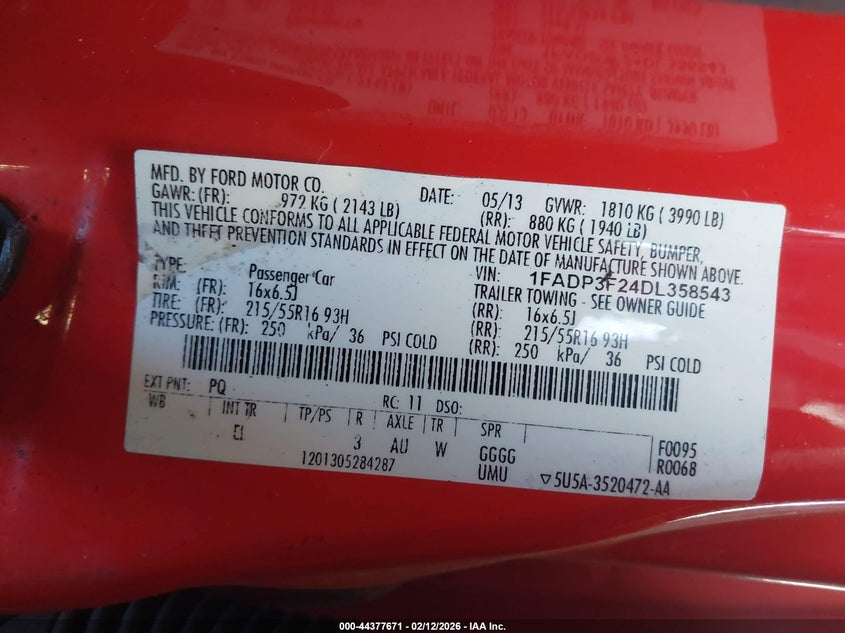 MFD. BY FORD MOTOR CO. DATE: 05/13 GVWR: 1810 KG ( 3990 LB)
GAWR: (FR): 972 KG ( 2143 LB) (RR): 880 KG ( 1940 LB)
THIS VEHICLE CONFORMS TO ALL APPLICABLE FEDERAL MOTOR VEHICLE SAFETY, BUMPER,
AND THEFT PREVENTION STANDARDS IN EFFECT ON THE DATE OF MANUFACTURE SHOWN ABOVE.
TYPE: Passenger Car VIN: 1FADP3F24DL358543
TRAILER TOWING - SEE OWNER GUIDE
RIM: (FR): 16x6.5J (RR): 16x6.5J
TIRE: (FR): 215/55R16 93H (RR): 215/55R16 93H
PRESSURE: (FR): 250 kPa/ 36 PSI COLD (RR): 250 kPa/ 36 PSI COLD
EXT PNT: PQ RC: 11 DSO:
WB INT TR TP/PS R AXLE TR SPR
EI 3 AU W GGGG F0095
1201305284287 UMU R0068
5U5A-3520472-AA
000-44377671 - 02/12/2026 - IAA Inc.